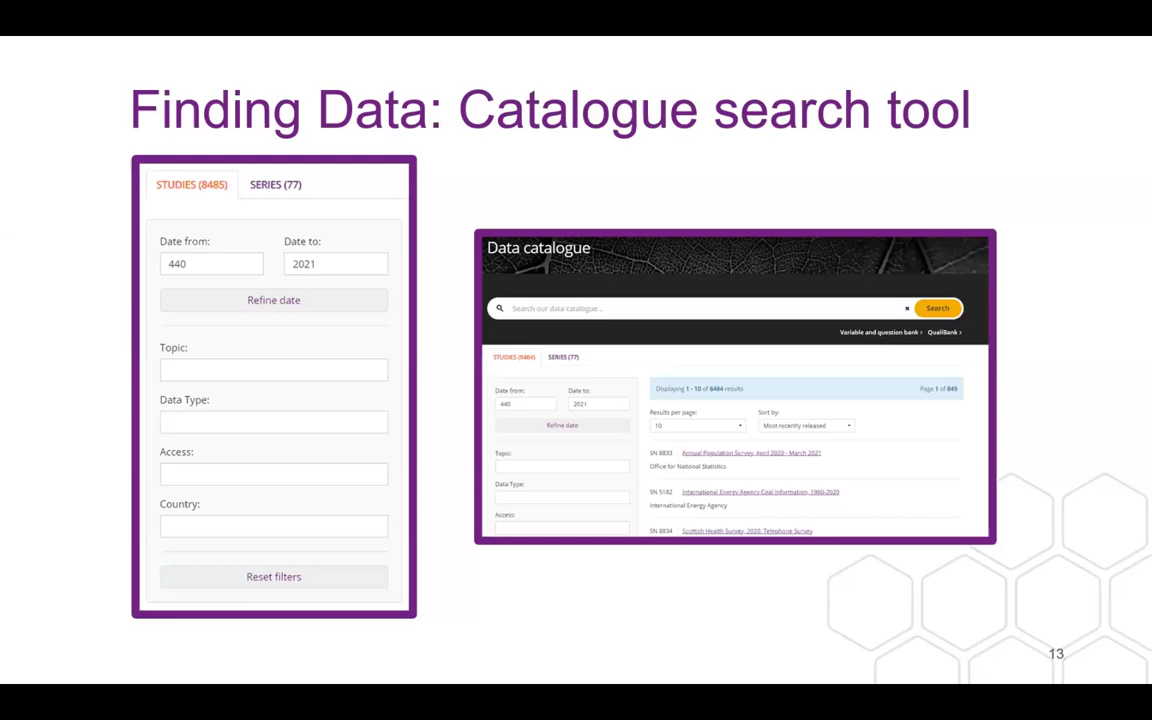 Finding Data: Catalogue search tool
STUDIES (8485) SERIES (77)
Date from: Date to:
440 2021
Refine date
Topic:
Data Type:
Access:
Country:
Reset filters
Data catalogue
Search our data catalogue... × Search
Variable and question bank › QualiBank ›
STUDIES (8484) SERIES (77)
Date from: Date to:
440 2021
Refine date
Topic:
Data Type:
Access:
Displaying 1 - 10 of 8484 results Page 1 of 849
Results per page: Sort by:
10 Most recently released
SN 8833 Annual Population Survey, April 2020 - March 2021
Office for National Statistics
SN 5182 International Energy Agency Coal Information, 1960-2020
International Energy Agency
SN 8834 Scottish Health Survey, 2020: Telephone Survey
13